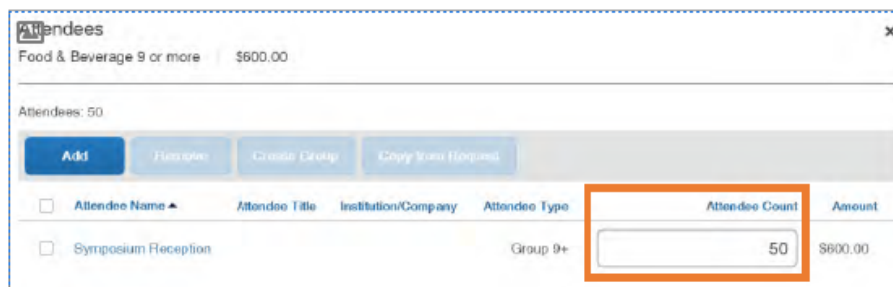 Attendees
Food & Beverage 9 or more $600.00
Attendees: 50
Add Remove Create Group Copy from Request
Attendee Name Attendee Title Institution/Company Attendee Type Attendee Count Amount
Symposium Reception Group 9+ 50 $600.00